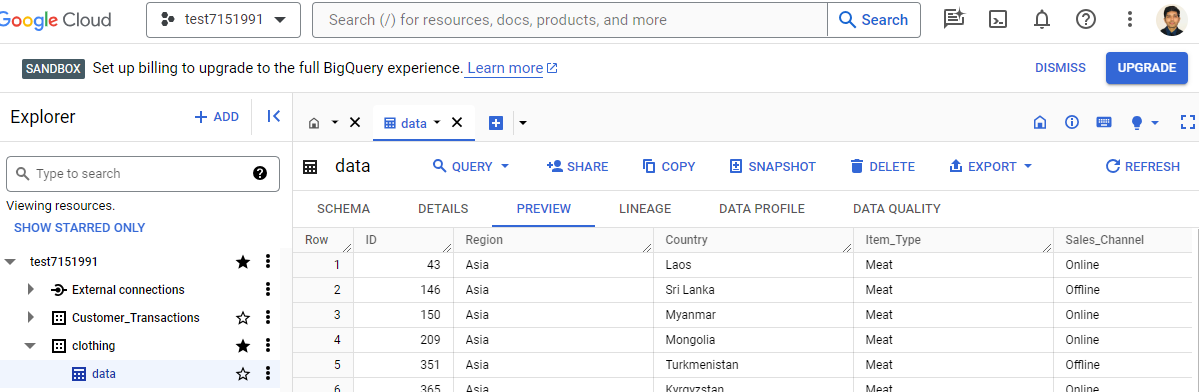 Google Cloud test7151991 Search (/) for resources, docs, products, and more Search
SANDBOX Set up billing to upgrade to the full BigQuery experience. Learn more DISMISS UPGRADE
Explorer + ADD
data
Type to search
data QUERY SHARE COPY SNAPSHOT DELETE EXPORT REFRESH
Viewing resources.
SHOW STARRED ONLY
SCHEMA DETAILS PREVIEW LINEAGE DATA PROFILE DATA QUALITY
test7151991
External connections
Customer_Transactions
clothing
data
Row ID Region Country Item_Type Sales_Channel
1 43 Asia Laos Meat Online
2 146 Asia Sri Lanka Meat Offline
3 150 Asia Myanmar Meat Online
4 209 Asia Mongolia Meat Online
5 351 Asia Turkmenistan Meat Offline
6 365 Asia Kyrgyzstan Meat Online